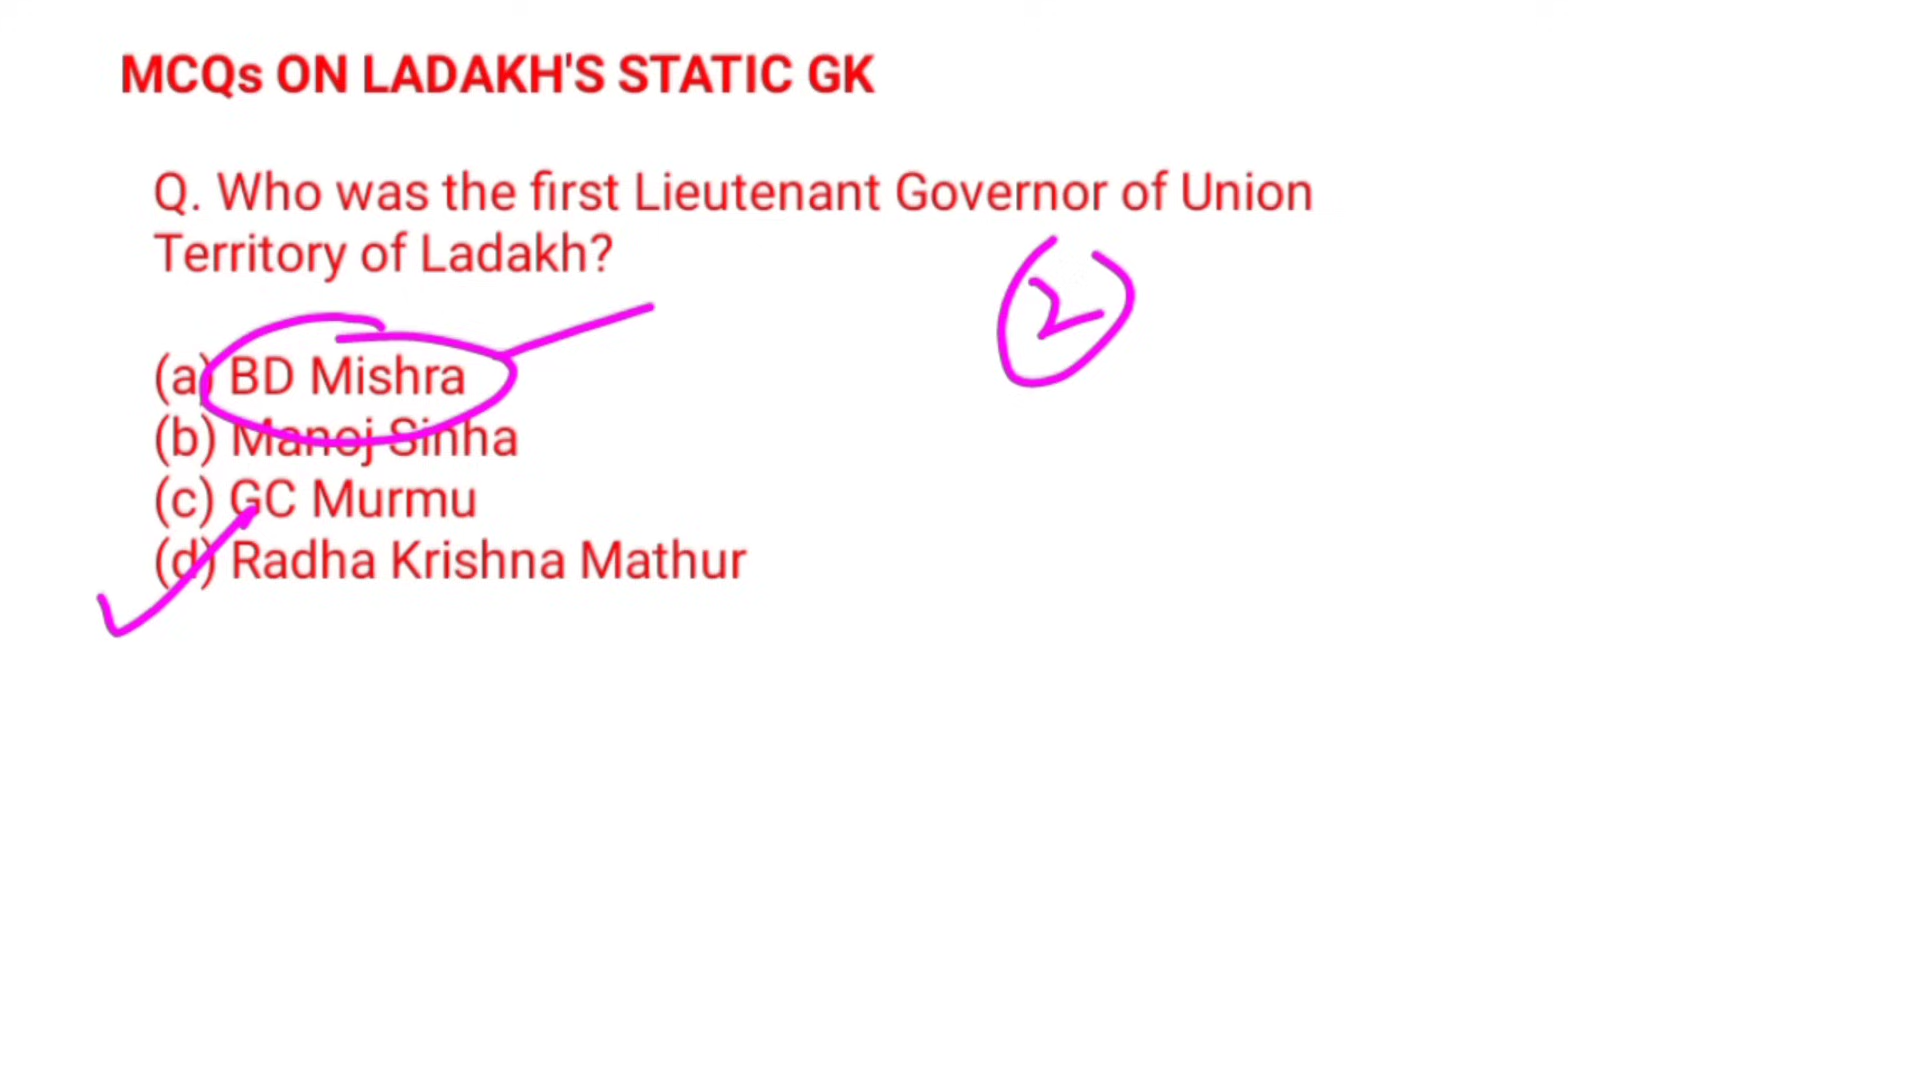 MCQs ON LADAKH'S STATIC GK
Q. Who was the first Lieutenant Governor of Union
Territory of Ladakh?
2
(a) BD Mishra
(b) Manoj Sinha
(c) GC Murmu
(d) Radha Krishna Mathur